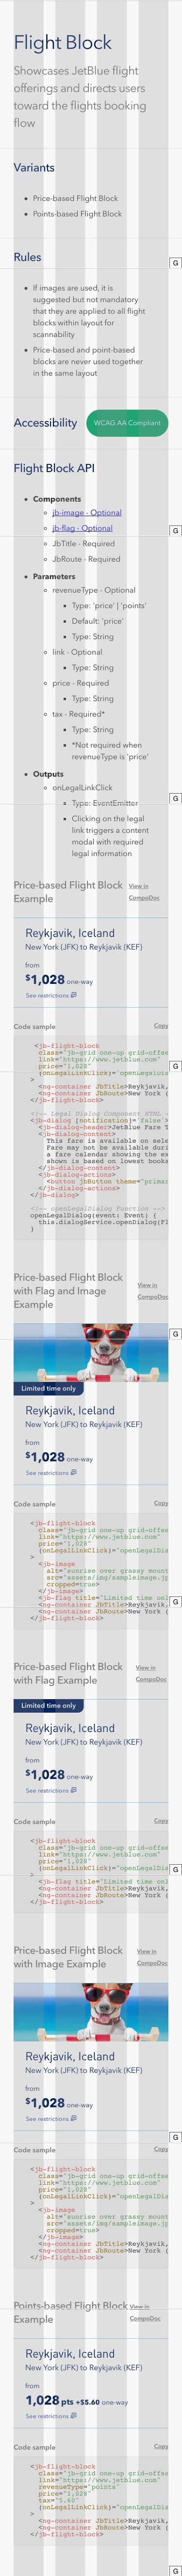 Flight Block
Showcases JetBlue flight
offerings and directs users
toward the flights booking
flow
Variants
Price-based Flight Block
Points-based Flight Block
Rules
G
If images are used, it is
suggested but not mandatory
that they are applied to all flight
blocks within layout for
scannability
Price-based and point-based
blocks are never used together
in the same layout
Accessibility
WCAG AA Compliant
Flight Block API
Components
jb-image - Optional
jb-flag - Optional
G
JbTitle - Required
JbRoute - Required
Parameters
revenueType - Optional
Type: 'price' | 'points'
Default: 'price'
Type: String
link - Optional
Type: String
price - Required
Type: String
tax - Required*
Type: String
*Not required when
revenueType is 'price'
Outputs
onLegalLinkClick
G
Type: EventEmitter
Clicking on the legal
link triggers a content
modal with required
legal information
Price-based Flight Block
Example
View in
CompoDoc
Reykjavik, Iceland
New York (JFK) to Reykjavik (KEF)
from
$1,028 one-way
See restrictions
Code sample
Copy
<jb-flight-block
class="jb-grid one-up grid-offse
link="https://www.jetblue.com"
price="1,028"
(onLegalLinkClick)="openLegalDis
G
>
<ng-container JbTitle>Reykjavik,
<ng-container JbRoute>New York (
</jb-flight-block>
<!-- Legal Dialog Component HTML -
<jb-dialog [notification]='false'>
<jb-dialog-header>JetBlue Fare S
<jb-dialog-content>
This fare is available on sele
Fare may not be available duri
a fare calendar showing the ex
shown is based on lowest
</jb-dialog-content>
<jb-dialog-actions>
<button jbButton theme="primar
</jb-dialog-actions>
</jb-dialog>
<!-- openLegalDialog Function -->
openLegalDialog(event: Event) {
this.dialogService.openDialog(Fl
}
Price-based Flight Block
with Flag and Image
Example
View in
CompoDoc
G
Limited time only
Reykjavik, Iceland
New York (JFK) to Reykjavik (KEF)
from
$1,028 one-way
See restrictions
Code sample
Copy
<jb-flight-block
class="jb-grid one-up grid-offse
link="https://www.jetblue.com"
price="1,028"
(onLegalLinkClick)="openLegalDis
>
<jb-image
alt="sunrise over grassy mount
src="assets/img/sampleimage.jp
cropped=true>
</jb-image>
<jb-flag title="Limited time onl
G
<ng-container JbTitle>Reykjavik,
<ng-container JbRoute>New York (
</jb-flight-block>
Price-based Flight Block
with Flag Example
View in
CompoDoc
Limited time only
Reykjavik, Iceland
New York (JFK) to Reykjavik (KEF)
from
$1,028 one-way
See restrictions
Code sample
Copy
<jb-flight-block
class="jb-grid one-up grid-offse
link="https://www.jetblue.com"
price="1,028"
(onLegalLinkClick)="openLegalDis
G
>
<jb-flag title="Limited time onl
<ng-container JbTitle>Reykjavik,
<ng-container JbRoute>New York (
</jb-flight-block>
Price-based Flight Block
with Image Example
View in
CompoDoc
Reykjavik, Iceland
New York (JFK) to Reykjavik (KEF)
from
$1,028 one-way
See restrictions
G
Code sample
Copy
<jb-flight-block
class="jb-grid one-up grid-offse
link="https://www.jetblue.com"
price="1,028"
(onLegalLinkClick)="openLegalDis
>
<jb-image
alt="sunrise over grassy mount
src="assets/img/sampleimage.jp
cropped=true>
</jb-image>
<ng-container JbTitle>Reykjavik,
<ng-container JbRoute>New York (
</jb-flight-block>
Points-based Flight Block
Example
View in
CompoDoc
Reykjavik, Iceland
New York (JFK) to Reykjavik (KEF)
from
1,028 pts +$5.60 one-way
G
See restrictions
Code sample
Copy
<jb-flight-block
class="jb-grid one-up grid-offse
link="https://www.jetblue.com"
revenueType="points"
price="1,028"
tax="5.60"
(onLegalLinkClick)="openLegalDis
>
<ng-container JbTitle>Reykjavik,
<ng-container JbRoute>New York (
</jb-flight-block>
G